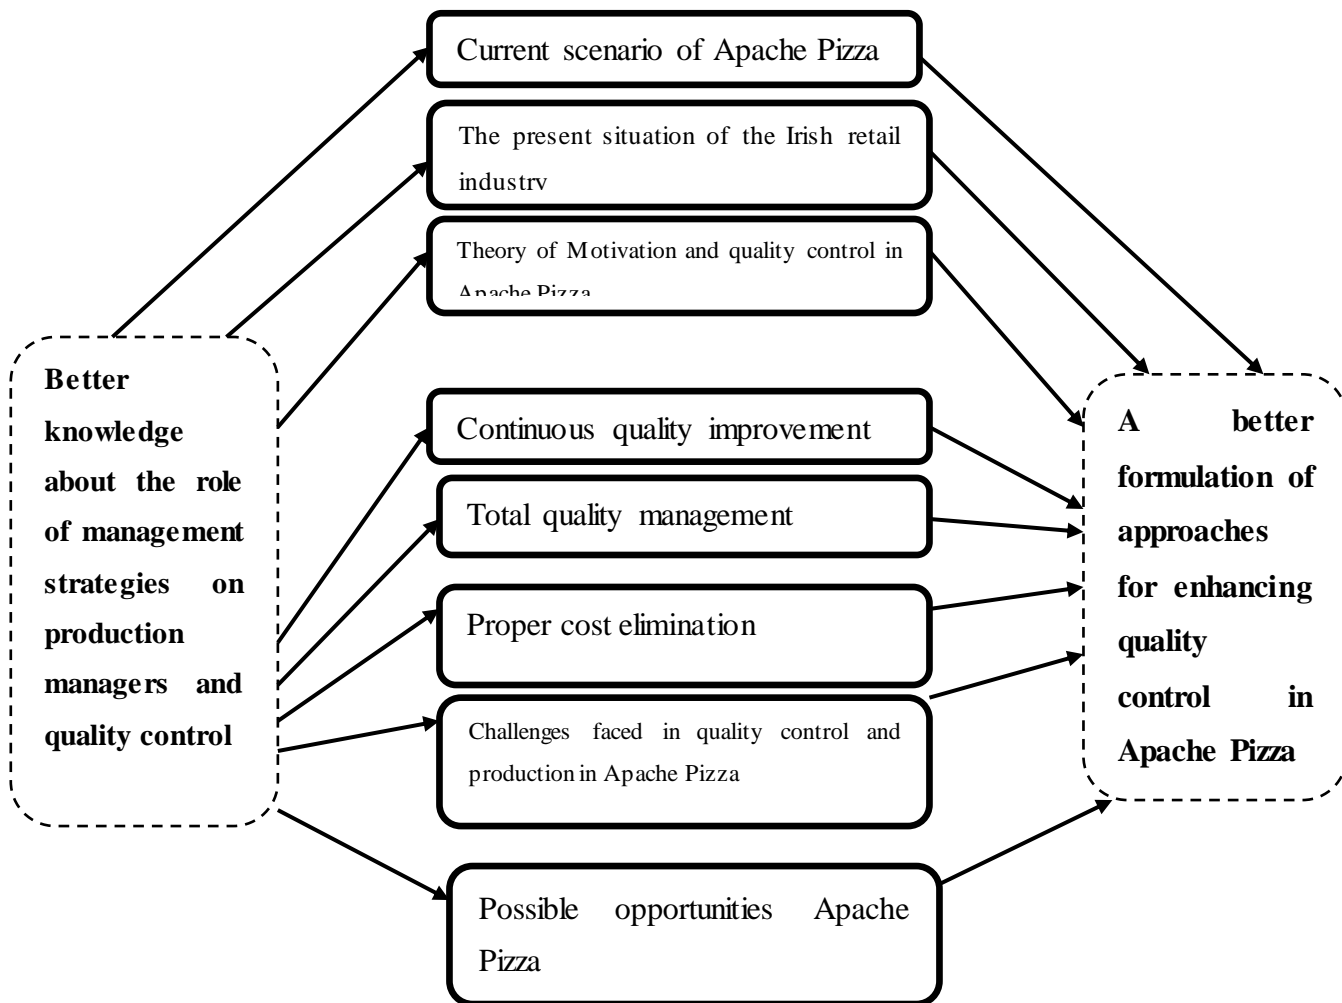 Current scenario of Apache Pizza
The present situation of the Irish retail
industry
Theory of Motivation and quality control in
Apache Pizza
Better
knowledge
about the role
of management
strategies on
production
managers and
quality control
Continuous quality improvement
Total quality management
Proper cost elimination
Challenges faced in quality control and
production in Apache Pizza
Possible opportunities Apache
Pizza
A better
formulation of
approaches
for enhancing
quality
control in
Apache Pizza